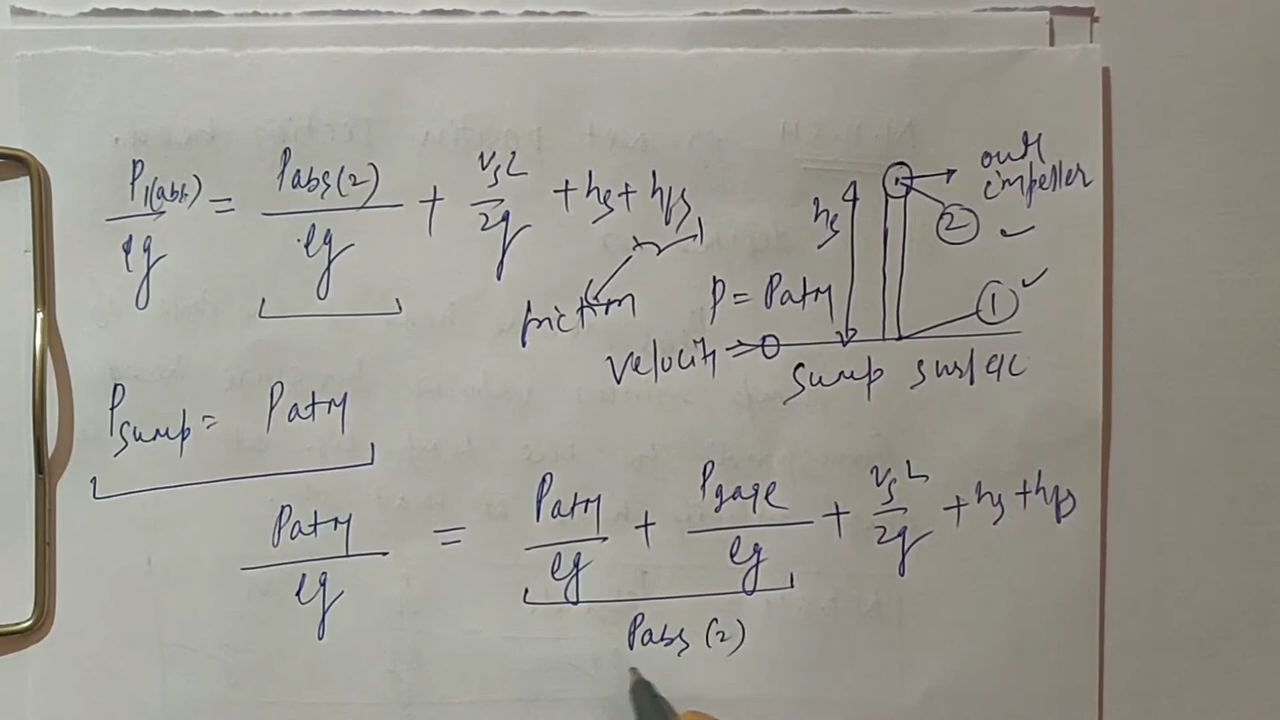 P1(abs)/ρg = Pabs(2)/ρg + Vs²/2g + hs + hfs
friction
hs
2
out
impeller
P = Patm
1
velocity ⇒ 0
sump surface
Psump = Patm
Patm/ρg = Patm/ρg + Pgage/ρg + Vs²/2g + hs + hfs
Pabs(2)